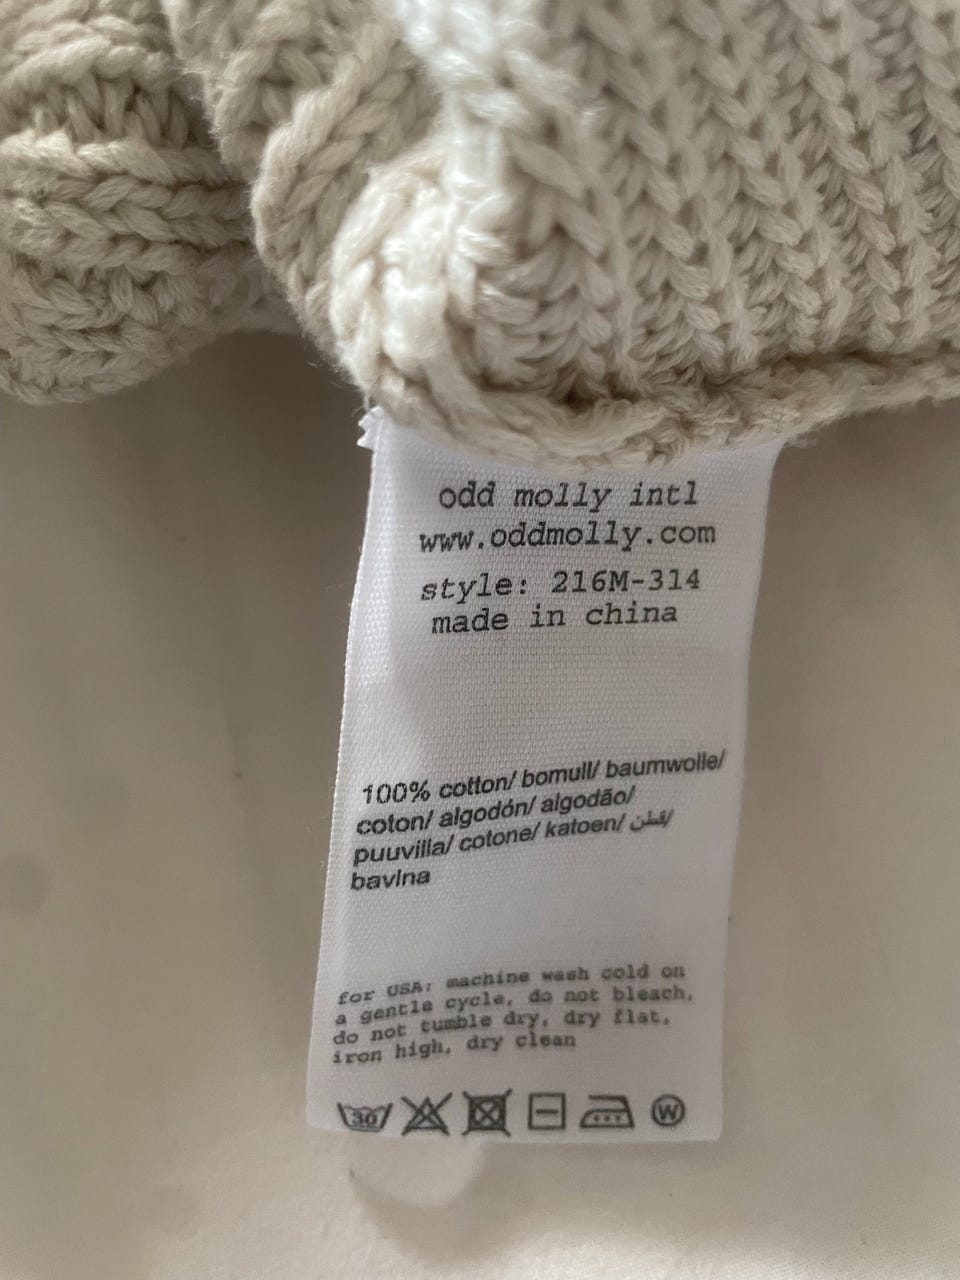 odd molly intl
www.oddmolly.com
style: 216M-314
made in china
100% cotton/ bomull/ baumwolle/
coton/ algodón/ algodão/
puuvilla/ cotone/ katoen/ قطن/
bavlna
for USA: machine wash cold on
a gentle cycle, do not bleach,
do not tumble dry, dry flat,
iron high, dry clean
30 W